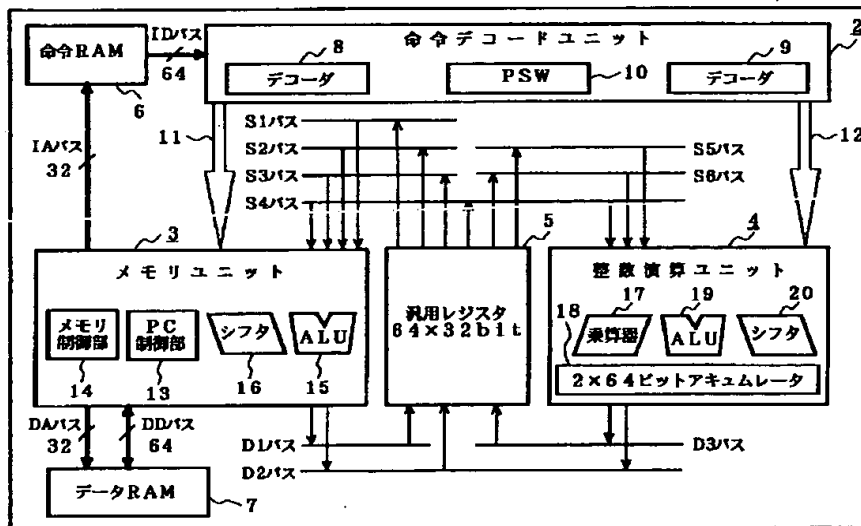 命令RAM
6
IDバス
64
命令デコードユニット
2
8
デコーダ
PSW
10
9
デコーダ
IAバス
32
11
12
S1バス
S2バス
S3バス
S4バス
S5バス
S6バス
3
メモリユニット
メモリ
制御部
14
PC
制御部
13
シフタ
16
ALU
15
5
汎用レジスタ
64×32bit
4
整数演算ユニット
17
乗算器
19
ALU
20
シフタ
18
2×64ビットアキュムレータ
DAバス
32
DDバス
64
D1バス
D2バス
D3バス
データRAM
7